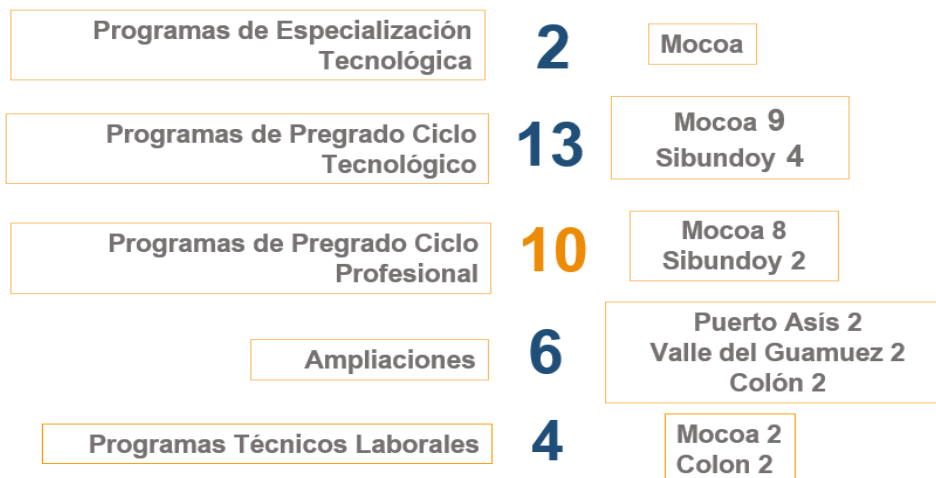 Programas de Especialización
Tecnológica
2
Mocoa
Programas de Pregrado Ciclo
Tecnológico
13
Mocoa 9
Sibundoy 4
Programas de Pregrado Ciclo
Profesional
10
Mocoa 8
Sibundoy 2
Ampliaciones
6
Puerto Asís 2
Valle del Guamuez 2
Colón 2
Programas Técnicos Laborales
4
Mocoa 2
Colon 2